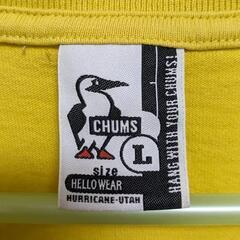 CHUMS
L
size
HELLO WEAR
HURRICANE-UTAH
HANG WITH YOUR CHUMS!